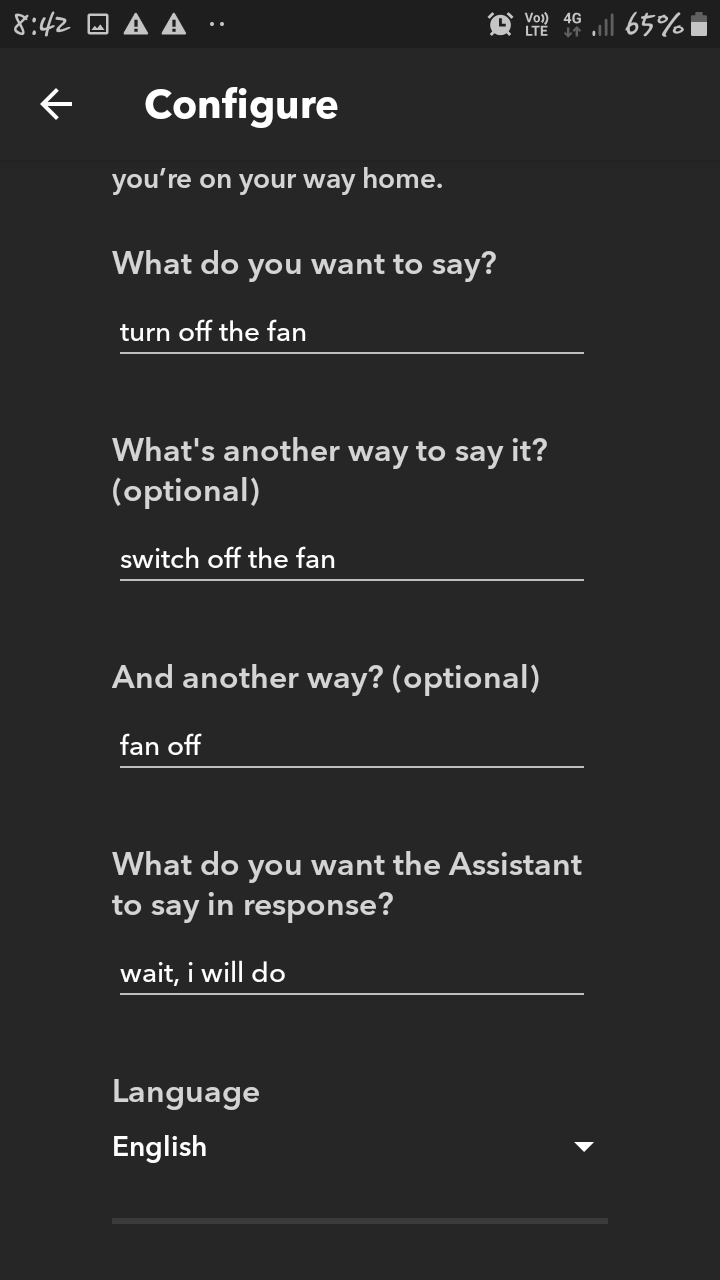 8:42
Vo)) 4G 65%
LTE
Configure
you’re on your way home.
What do you want to say?
turn off the fan
What's another way to say it?
(optional)
switch off the fan
And another way? (optional)
fan off
What do you want the Assistant
to say in response?
wait, i will do
Language
English